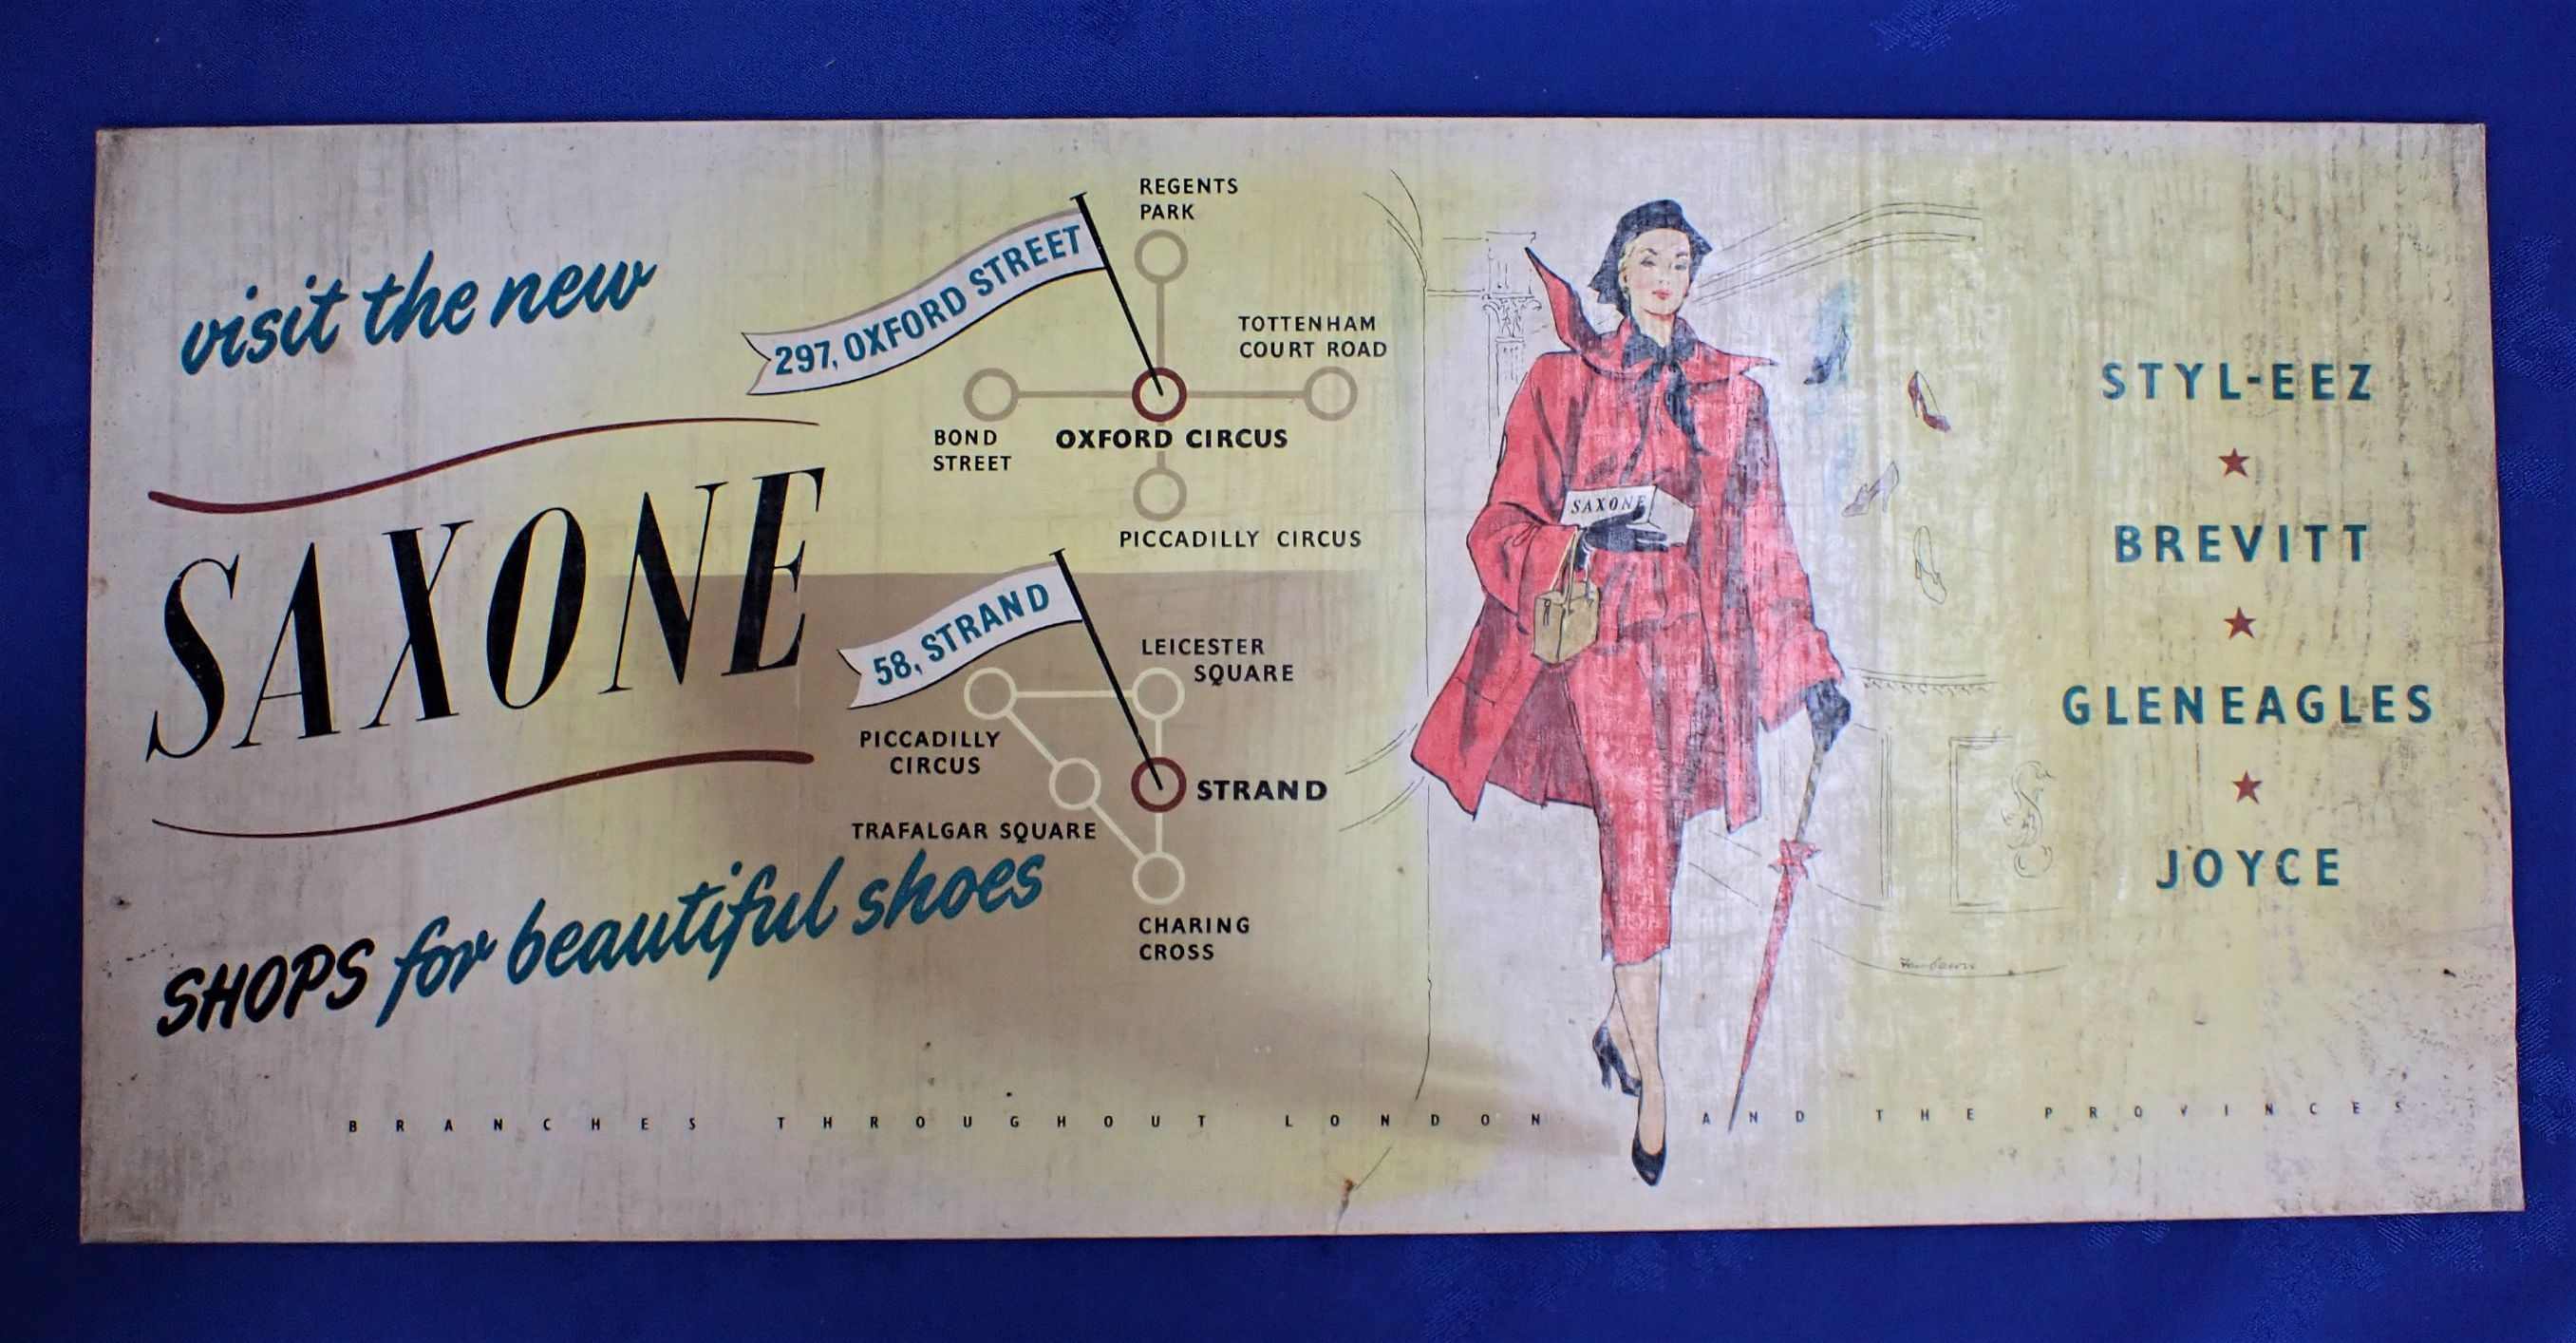 visit the new
SAXONE
SHOPS for beautiful shoes
297, OXFORD STREET
REGENTS
PARK
TOTTENHAM
COURT ROAD
BOND
STREET
OXFORD CIRCUS
PICCADILLY CIRCUS
58, STRAND
LEICESTER
SQUARE
PICCADILLY
CIRCUS
STRAND
TRAFALGAR SQUARE
CHARING
CROSS
SAXONE
STYL-EEZ
BREVITT
GLENEAGLES
JOYCE
BRANCHES THROUGHOUT LONDON AND THE PROVINCES